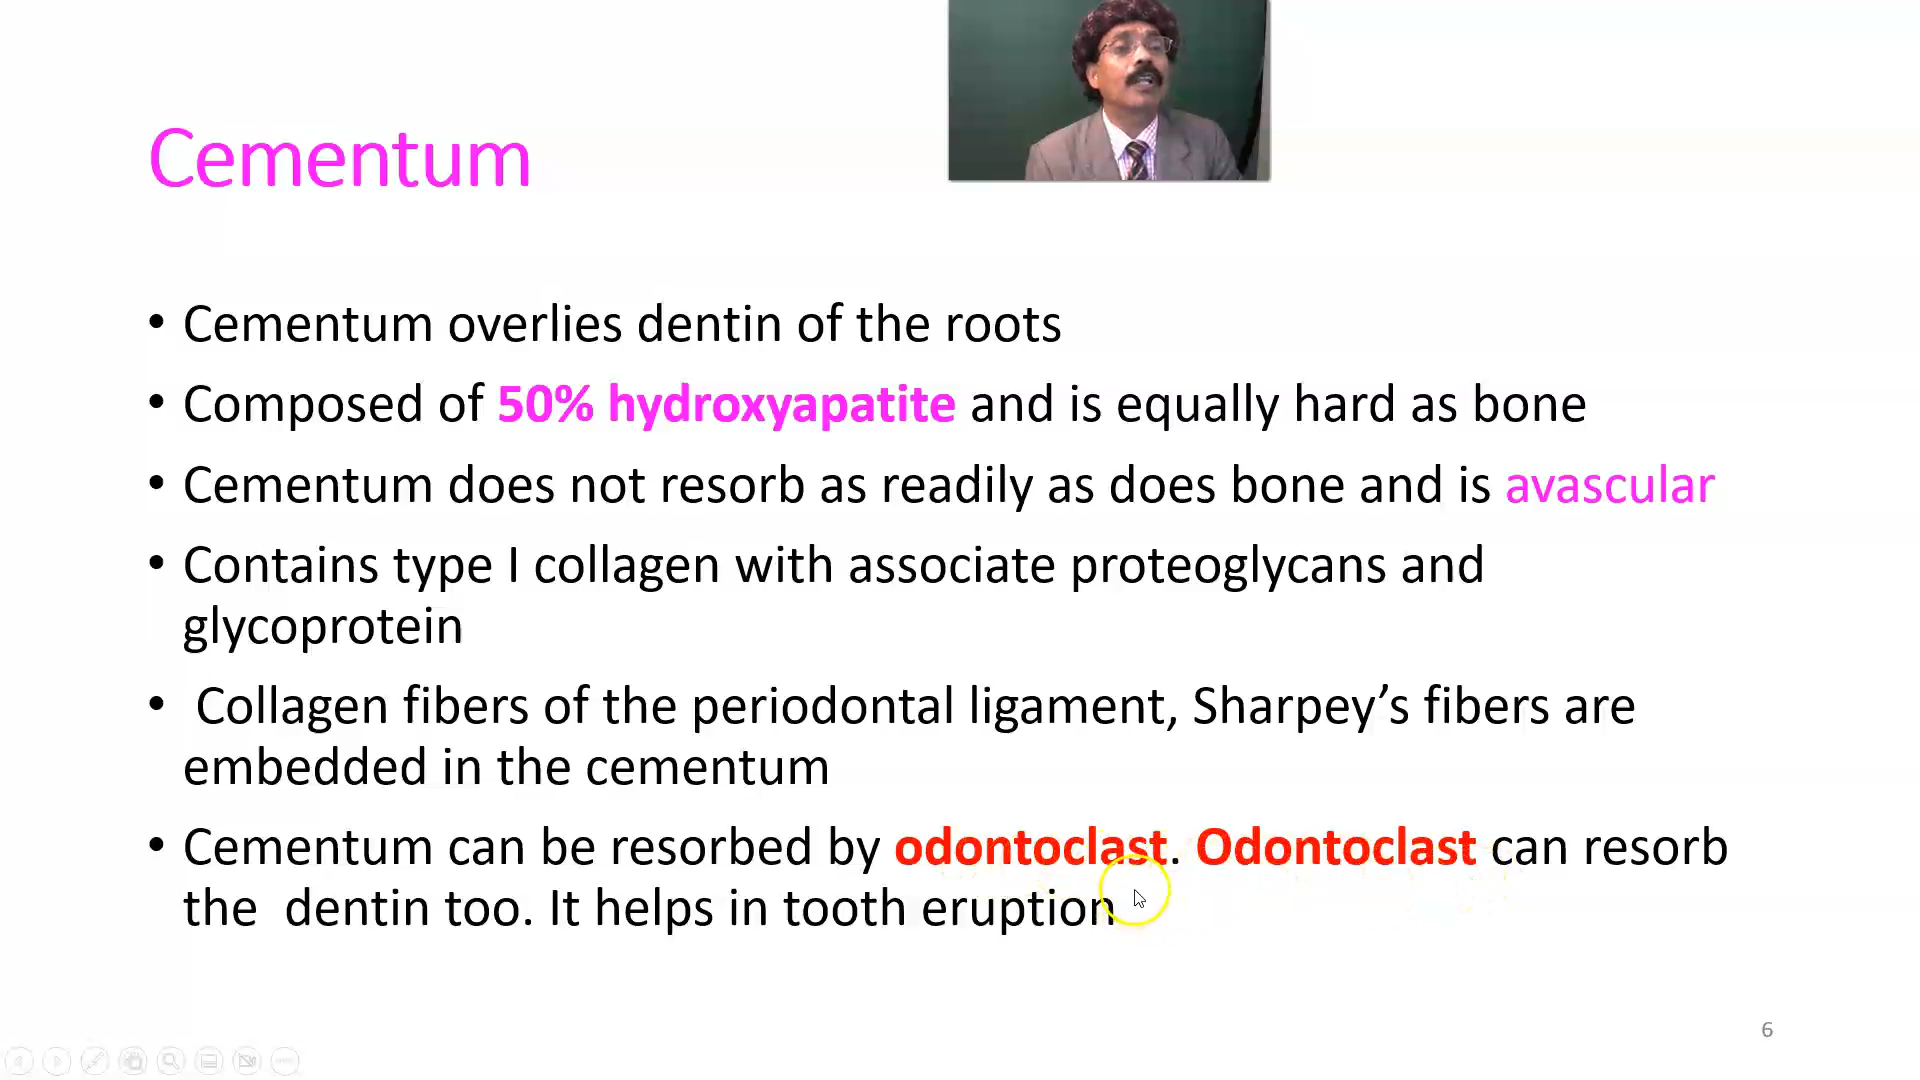 Cementum
• Cementum overlies dentin of the roots
• Composed of 50% hydroxyapatite and is equally hard as bone
• Cementum does not resorb as readily as does bone and is avascular
• Contains type I collagen with associate proteoglycans and
glycoprotein
• Collagen fibers of the periodontal ligament, Sharpey’s fibers are
embedded in the cementum
• Cementum can be resorbed by odontoclast. Odontoclast can resorb
the dentin too. It helps in tooth eruption
6